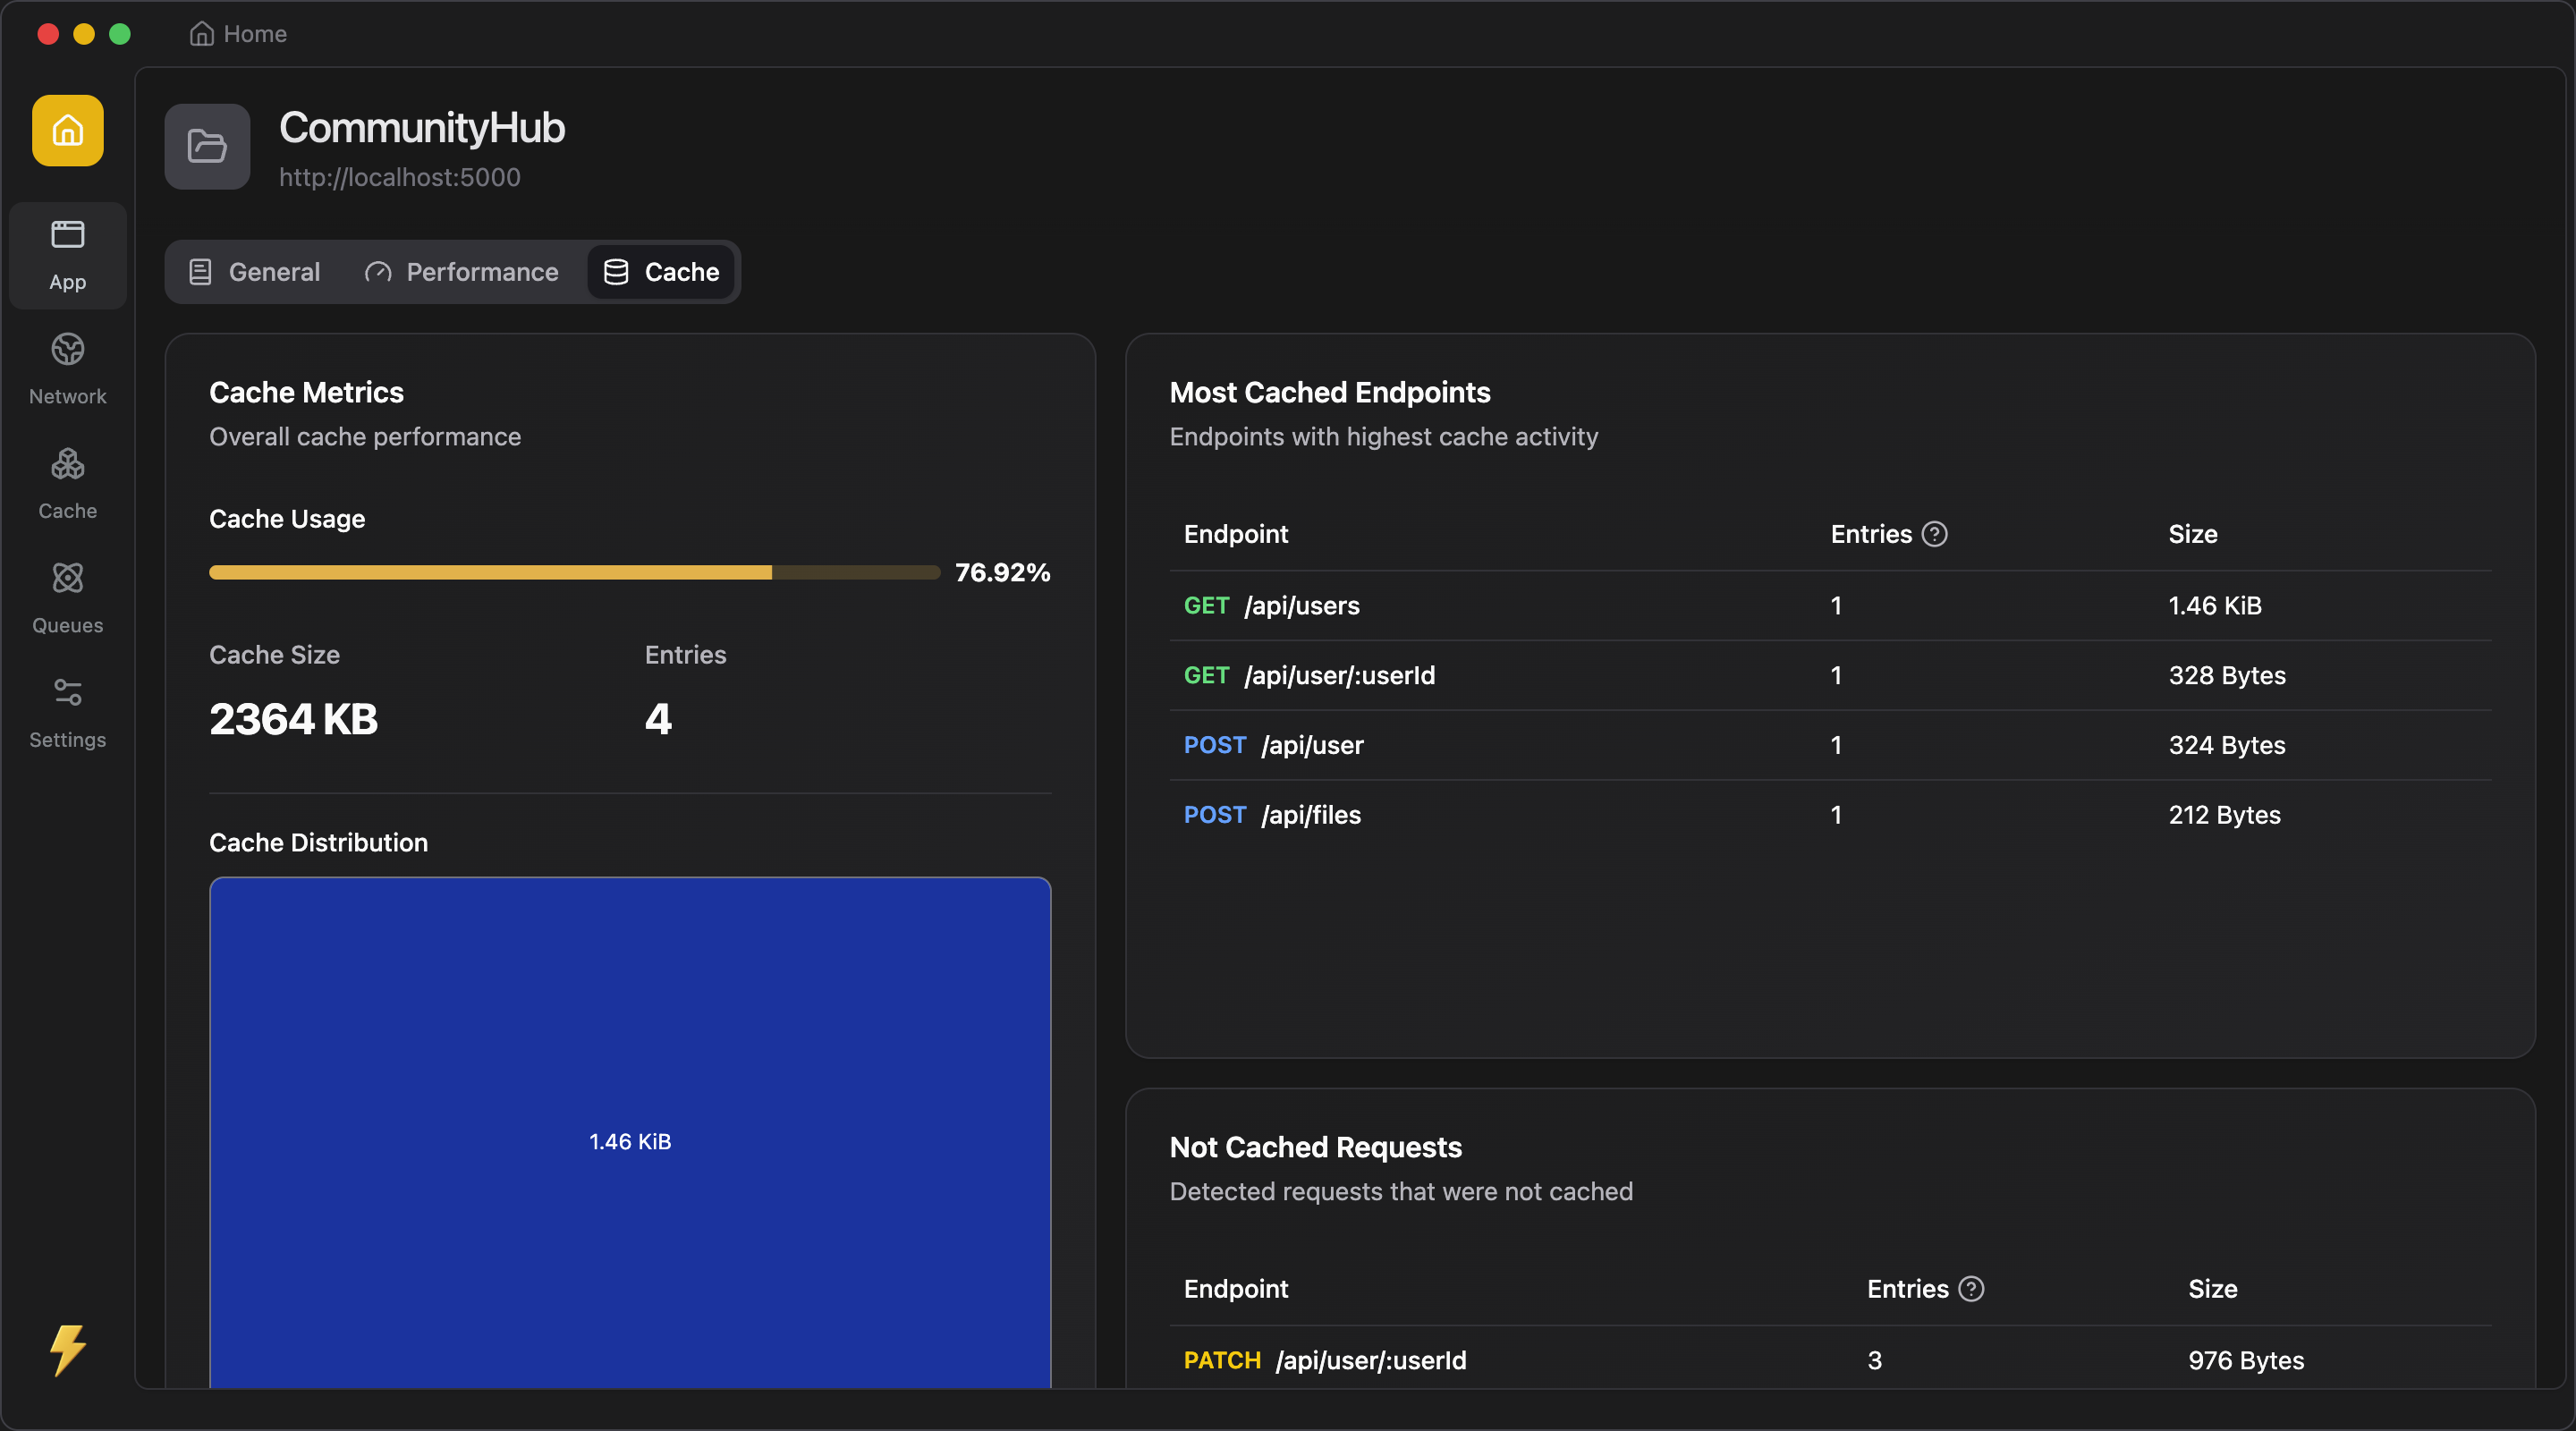 Home
CommunityHub
http://localhost:5000
App
Network
Cache
Queues
Settings
General
Performance
Cache
Cache Metrics
Overall cache performance
Cache Usage
76.92%
Cache Size
Entries
2364 KB
4
Cache Distribution
1.46 KiB
Most Cached Endpoints
Endpoints with highest cache activity
Endpoint Entries ? Size
GET /api/users 1 1.46 KiB
GET /api/user/:userId 1 328 Bytes
POST /api/user 1 324 Bytes
POST /api/files 1 212 Bytes
Not Cached Requests
Detected requests that were not cached
Endpoint Entries ? Size
PATCH /api/user/:userId 3 976 Bytes